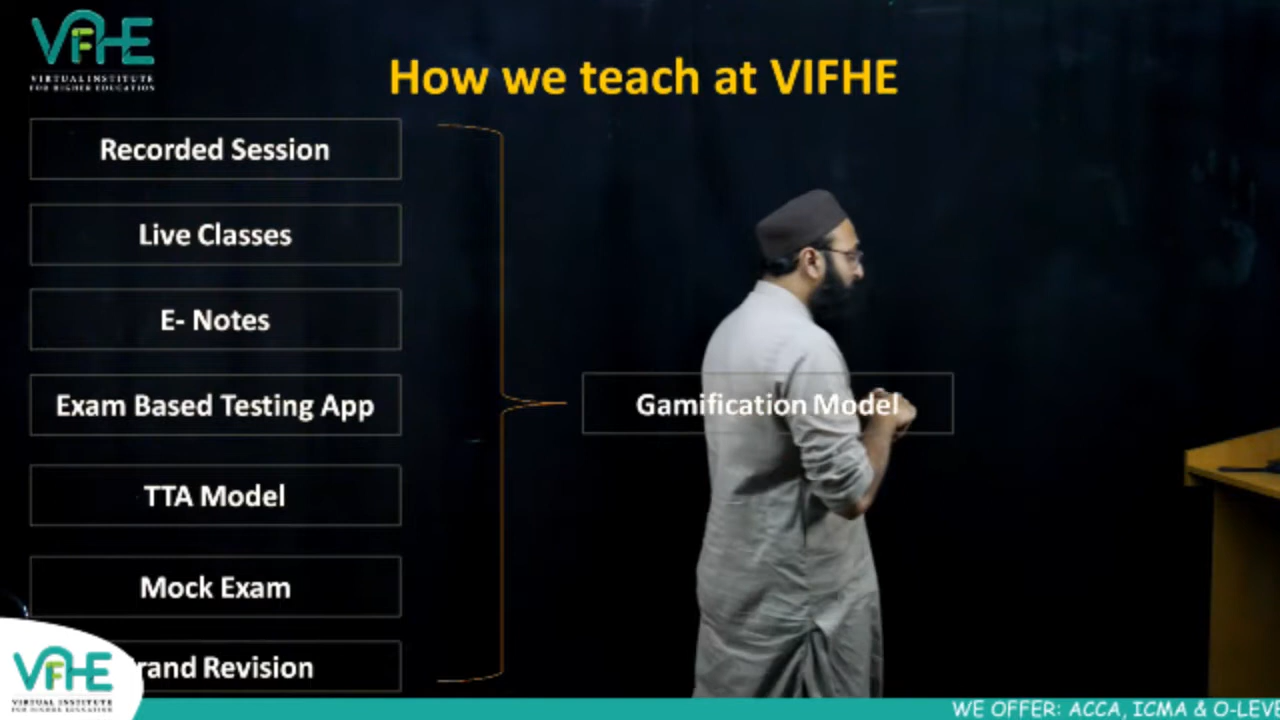 VIFHE
VIRTUAL INSTITUTE
FOR HIGHER EDUCATION
How we teach at VIFHE
Recorded Session
Live Classes
E- Notes
Exam Based Testing App
Gamification Model
TTA Model
Mock Exam
rand Revision
VIFHE
VIRTUAL INSTITUTE
FOR HIGHER EDUCATION
WE OFFER: ACCA, ICMA & O-LEVE